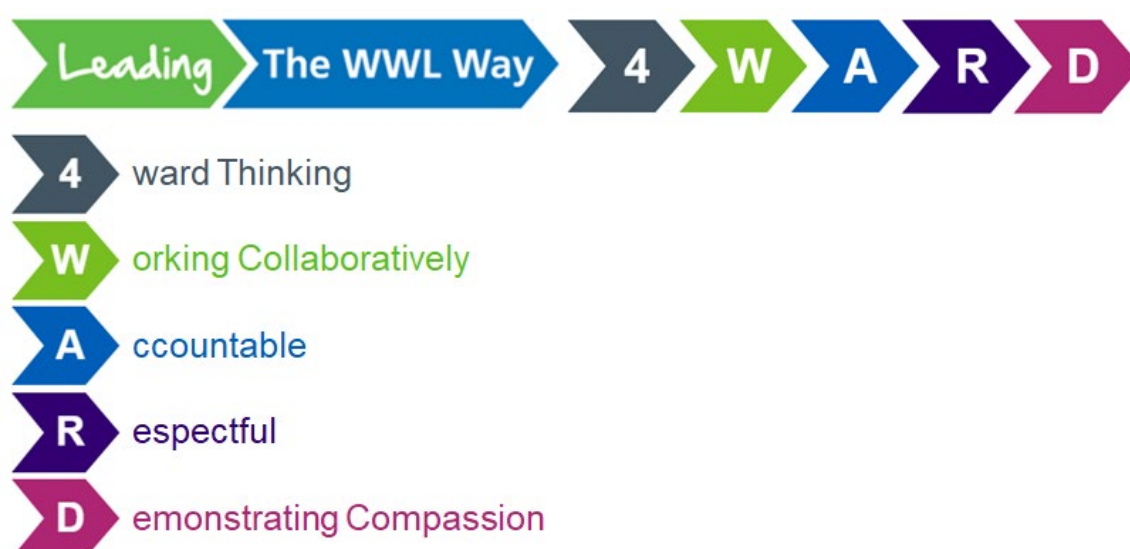 Leading The WWL Way 4 W A R D
4 ward Thinking
W orking Collaboratively
A ccountable
R espectful
D emonstrating Compassion